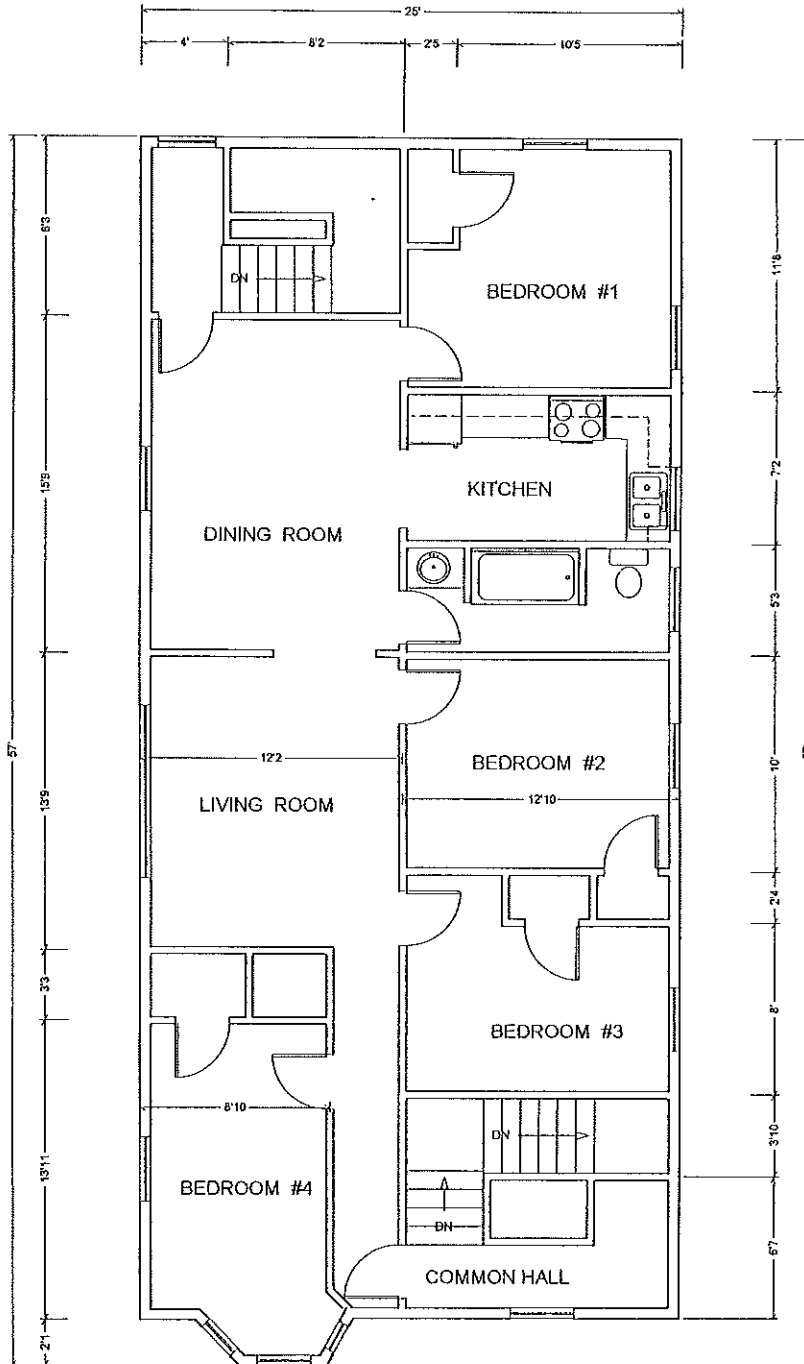 25'
4'
8'2
2'5
10'5
57'
6'3
15'9
13'9
3'3
13'11
2'1
11'8
7'2
5'3
10'
2'4
8'
3'10
6'7
DN
BEDROOM #1
KITCHEN
DINING ROOM
12'2
BEDROOM #2
12'10
LIVING ROOM
BEDROOM #3
8'10
DN
BEDROOM #4
DN
COMMON HALL